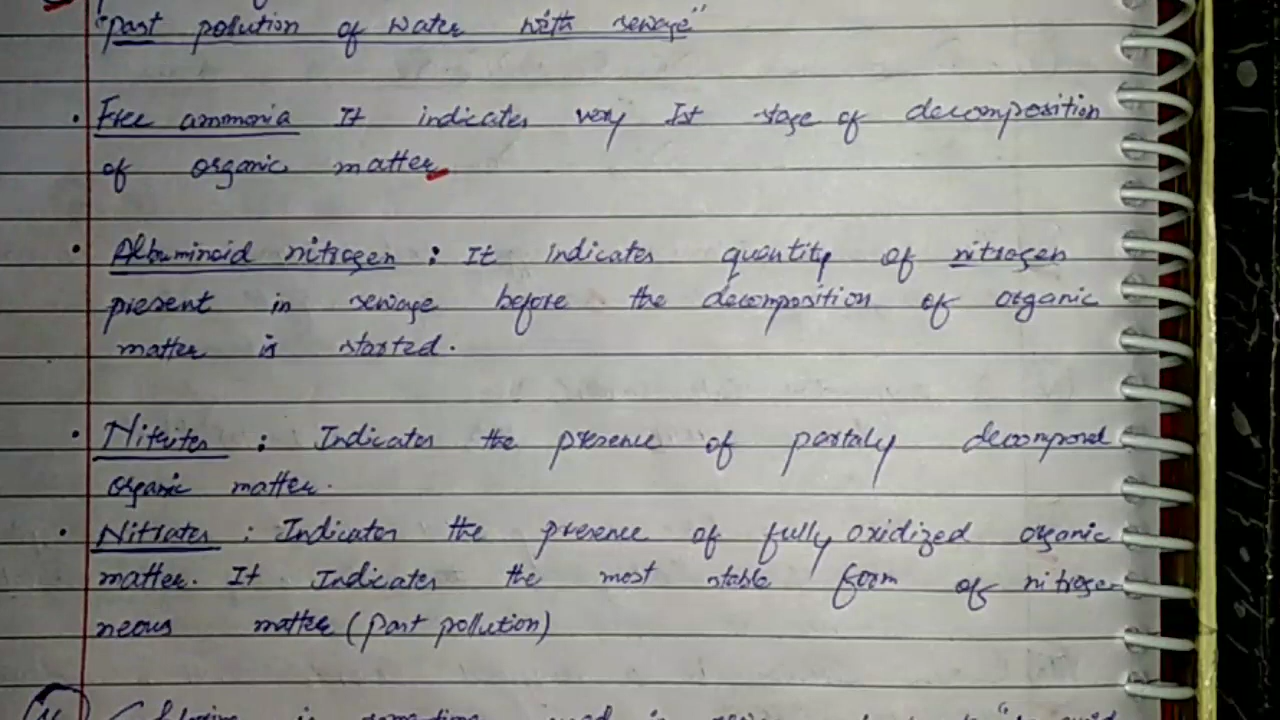 "past polution of water with sewage"
• Free ammonia It indicates very Ist stage of decomposition
of organic matter
• Albuminoid nitrogen : It indicates quantity of nitrogen
present in sewage before the decomposition of organic
matter is started.
• Nitrites : Indicates the presence of partaly decomposed
organic matter.
• Nitrates : Indicates the presence of fully oxidized organic
matter. It Indicates the most stable form of nitroge
neous matter (past pollution)